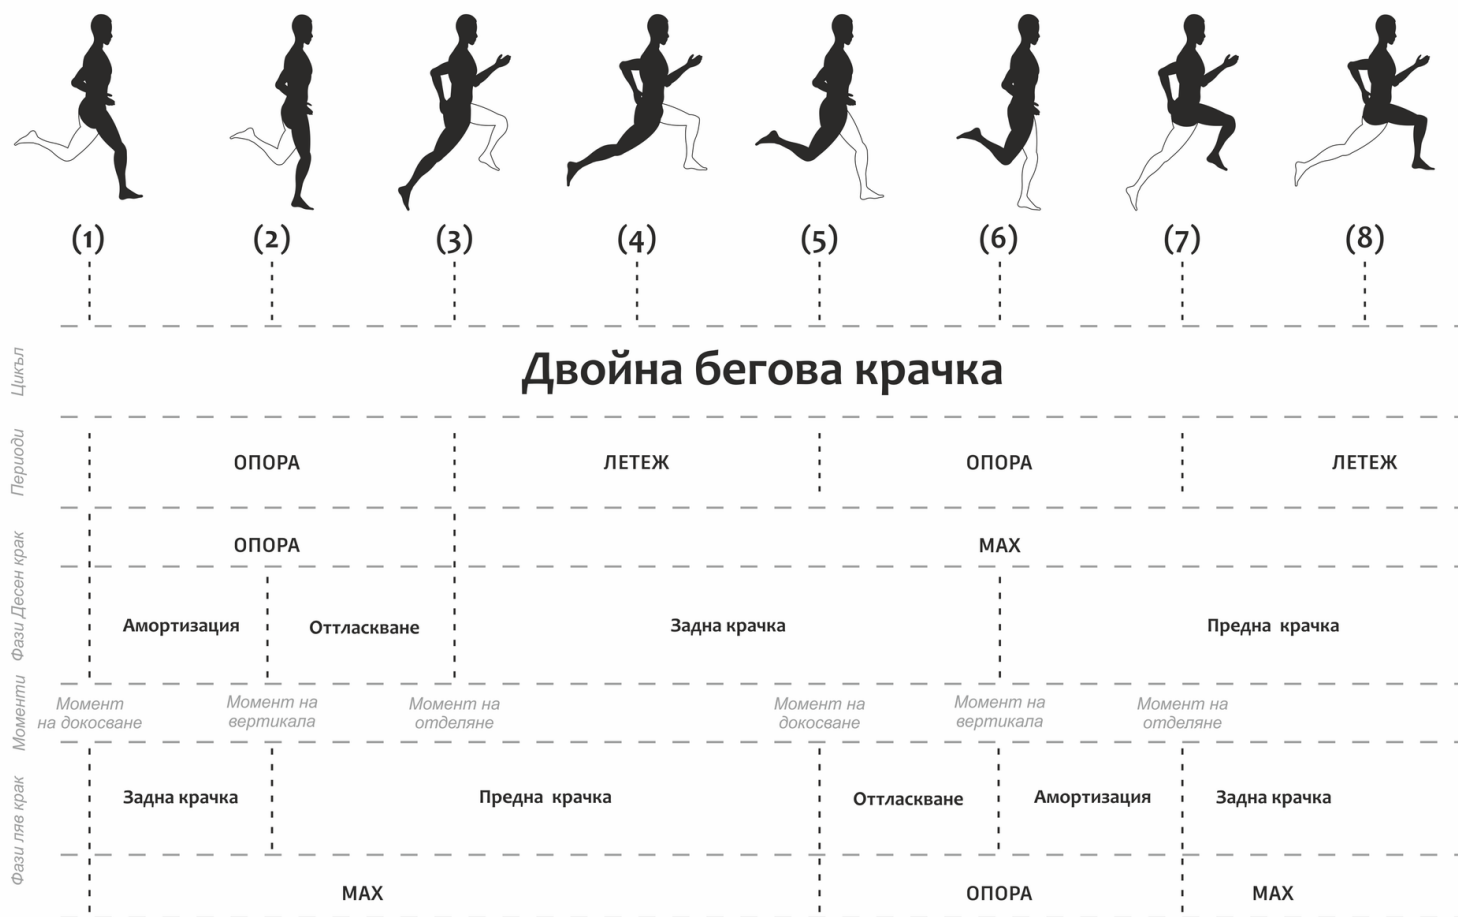 (1) (2) (3) (4) (5) (6) (7) (8)
Цикъл
Двойна бегова крачка
Периоди
ОПОРА ЛЕТЕЖ ОПОРА ЛЕТЕЖ
Фази Десен крак
ОПОРА МАХ
Амортизация Оттласкване Задна крачка Предна крачка
Моменти
Момент на докосване
Момент на вертикала
Момент на отделяне
Момент на докосване
Момент на вертикала
Момент на отделяне
Фази ляв крак
Задна крачка Предна крачка Оттласкване Амортизация Задна крачка
МАХ ОПОРА МАХ